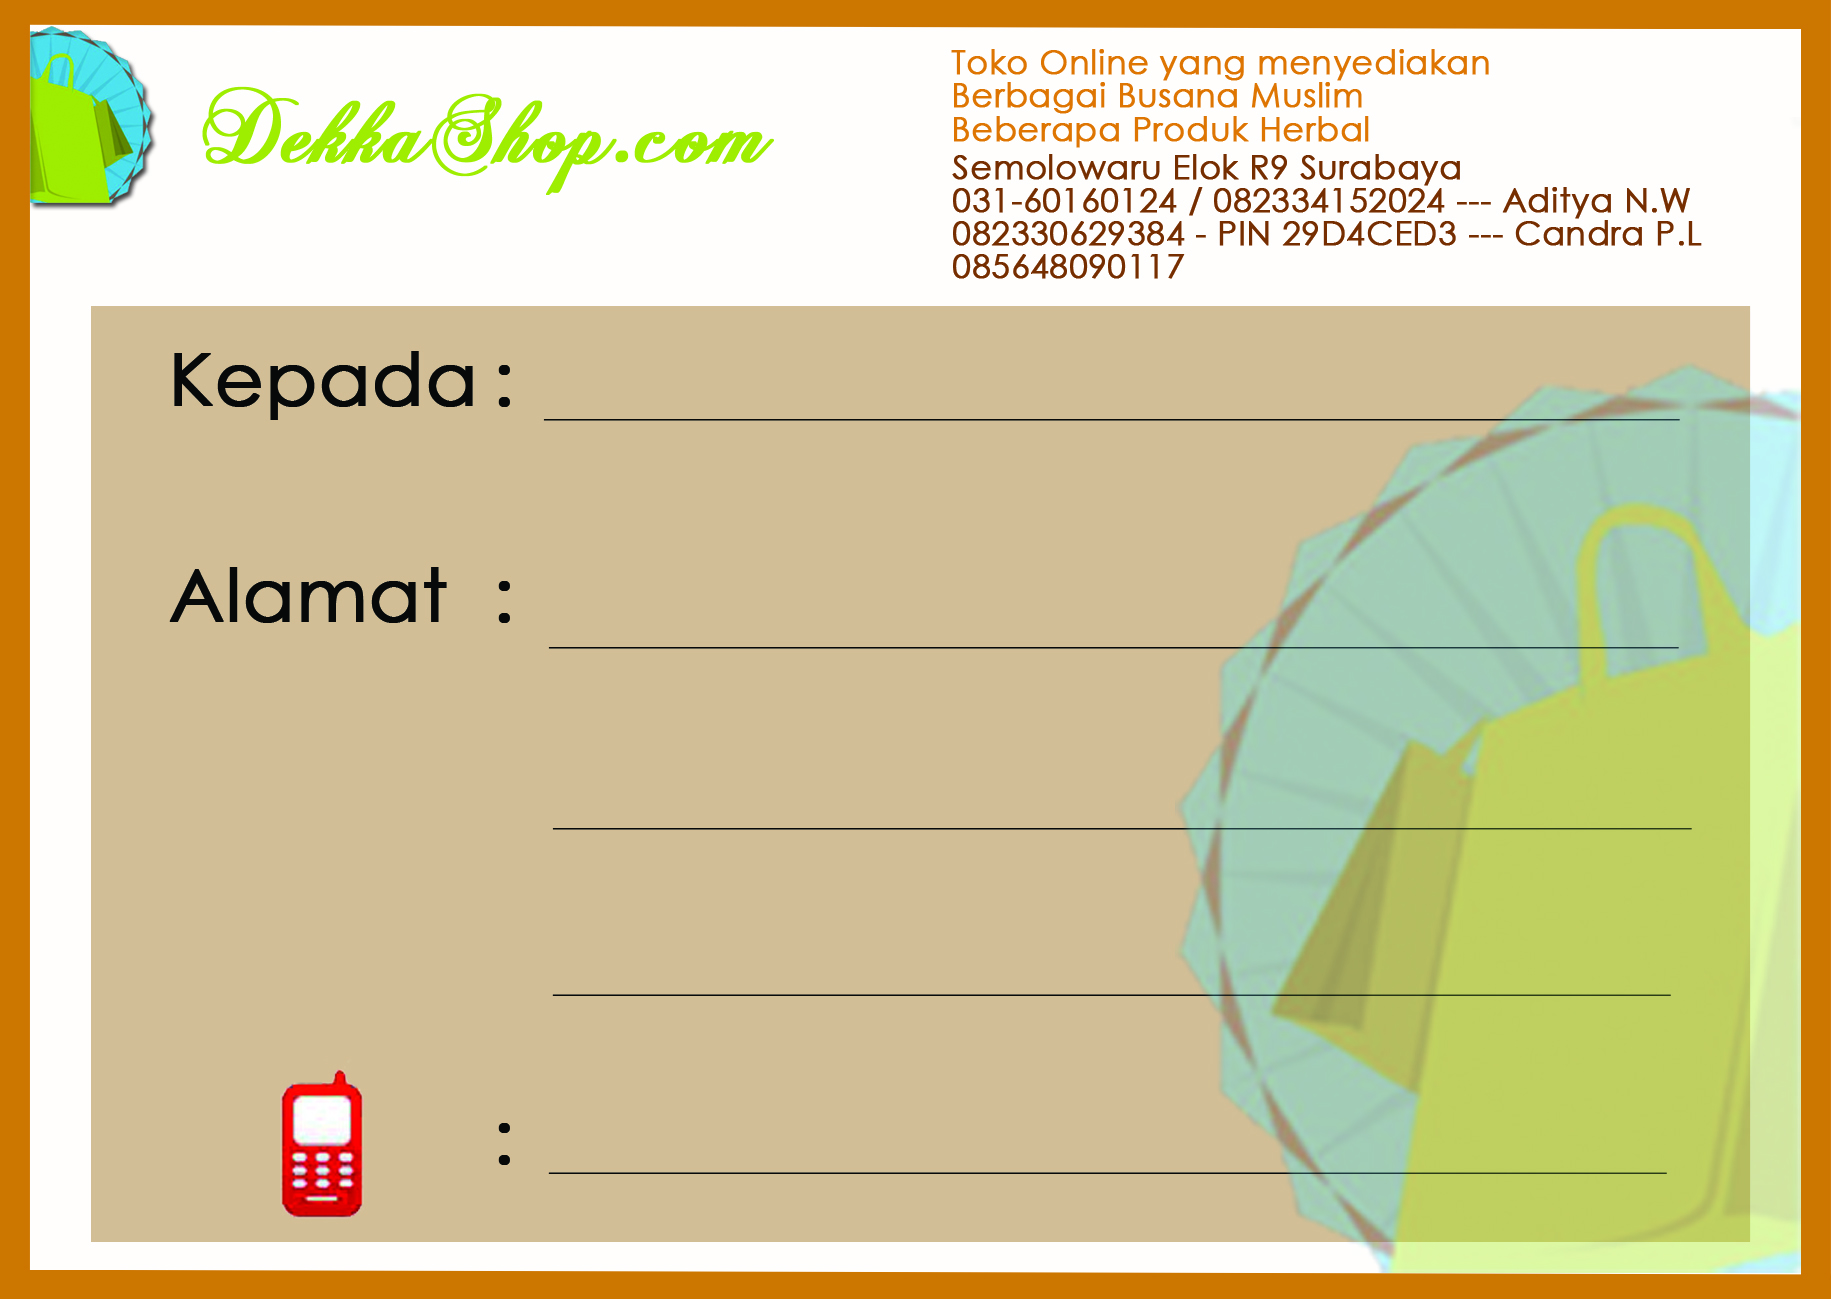 DekkaShop.com
Toko Online yang menyediakan
Berbagai Busana Muslim
Beberapa Produk Herbal
Semolowaru Elok R9 Surabaya
031-60160124 / 082334152024 --- Aditya N.W
082330629384 - PIN 29D4CED3 --- Candra P.L
085648090117
Kepada :
Alamat :
: